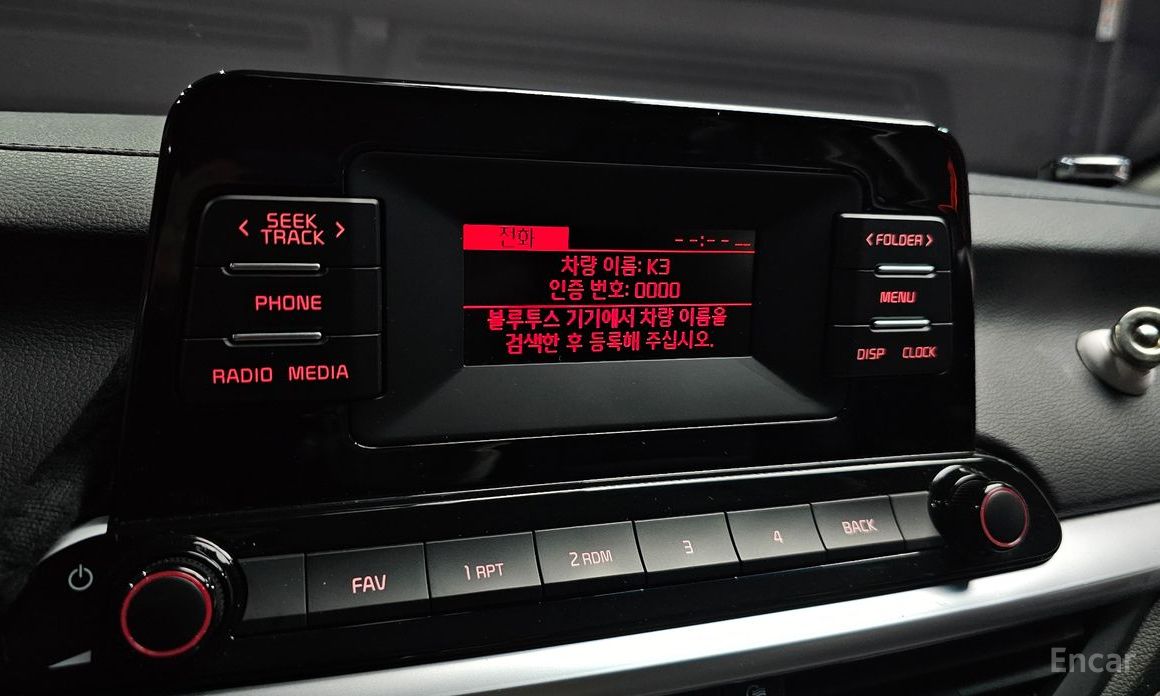 < SEEK >
TRACK
PHONE
RADIO MEDIA
전화 --:-- --
차량 이름: K3
인증 번호: 0000
블루투스 기기에서 차량 이름을
검색한 후 등록해 주십시오.
<FOLDER>
MENU
DISP CLOCK
FAV
1 RPT
2 RDM
3
4
BACK
Encar